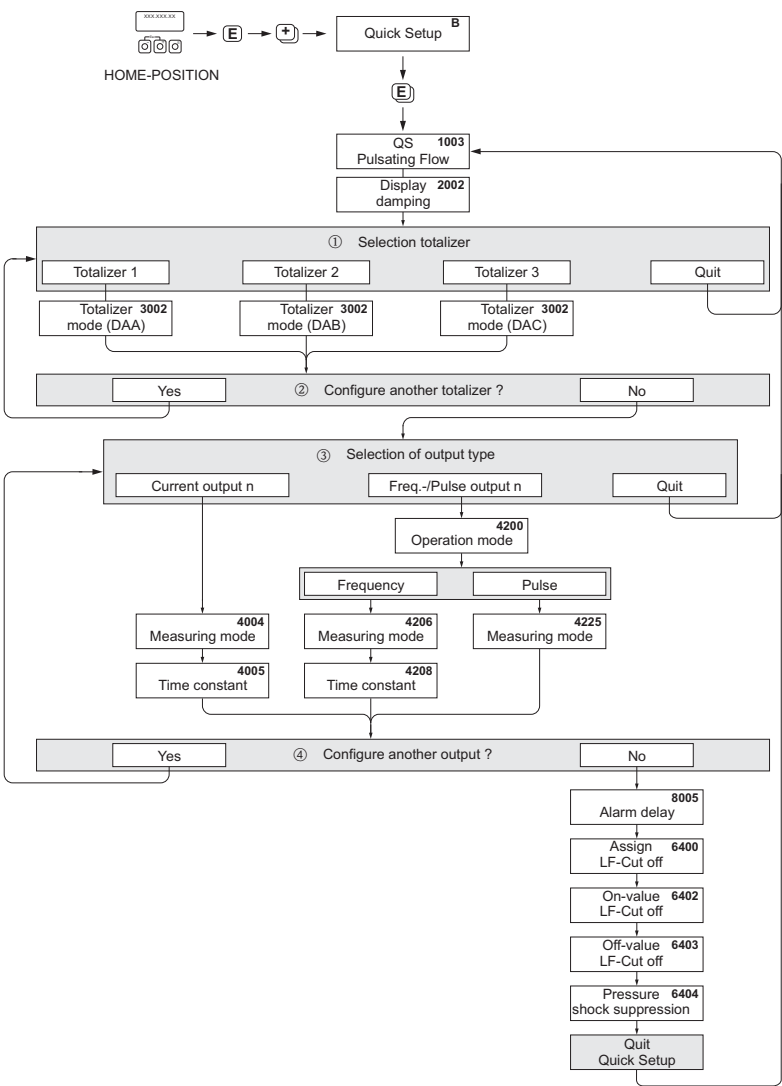 xxx.xxx.xx
Esc
E
+
Quick Setup B
HOME-POSITION
E
QS 1003
Pulsating Flow
Display 2002
damping
① Selection totalizer
Totalizer 1
Totalizer 2
Totalizer 3
Quit
Totalizer 3002
mode (DAA)
Totalizer 3002
mode (DAB)
Totalizer 3002
mode (DAC)
Yes
② Configure another totalizer ?
No
③ Selection of output type
Current output n
Freq.-/Pulse output n
Quit
4200
Operation mode
Frequency
Pulse
4004
Measuring mode
4206
Measuring mode
4225
Measuring mode
4005
Time constant
4208
Time constant
Yes
④ Configure another output ?
No
8005
Alarm delay
Assign 6400
LF-Cut off
On-value 6402
LF-Cut off
Off-value 6403
LF-Cut off
Pressure 6404
shock suppression
Quit
Quick Setup